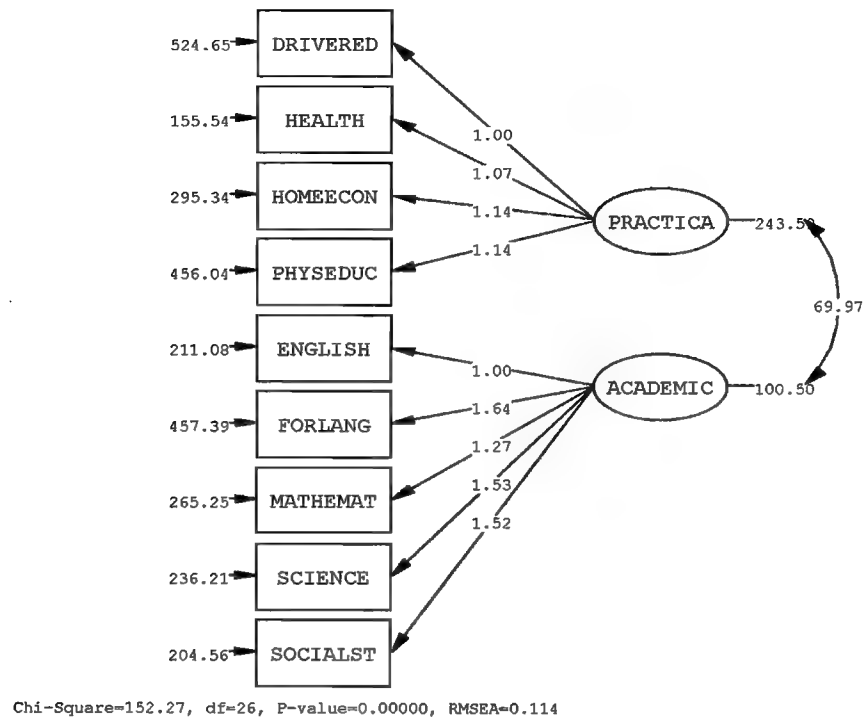 524.65 DRIVERED
155.54 HEALTH
1.00
1.07
295.34 HOMEECON
1.14
PRACTICA 243.50
1.14
456.04 PHYSEDUC
69.97
211.08 ENGLISH
1.00
ACADEMIC 100.50
1.64
457.39 FORLANG
1.27
1.53
265.25 MATHEMAT
1.52
236.21 SCIENCE
204.56 SOCIALST
Chi-Square=152.27, df=26, P-value=0.00000, RMSEA=0.114